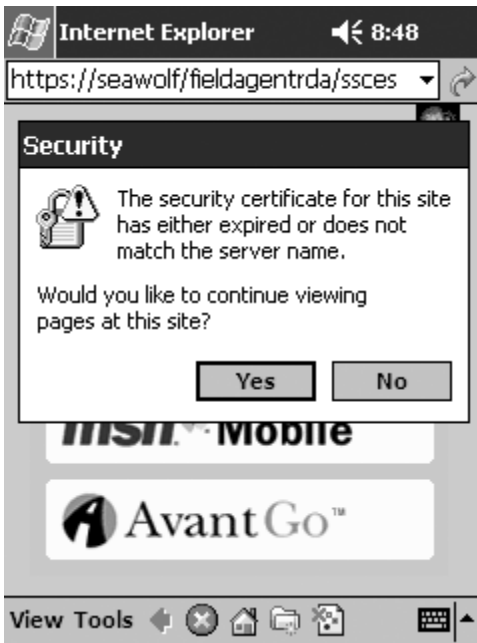 Internet Explorer 8:48
https://seawolf/fieldagentrda/ssces
Security
The security certificate for this site
has either expired or does not
match the server name.
Would you like to continue viewing
pages at this site?
Yes No
msn Mobile
AvantGo™
View Tools